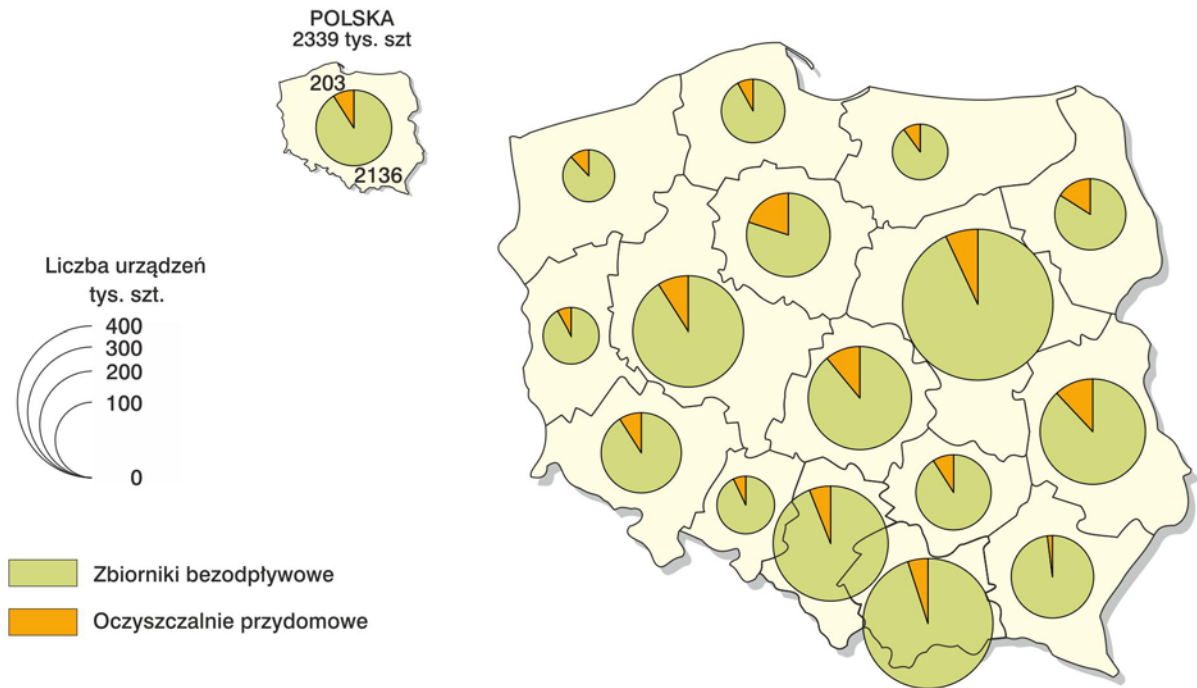 POLSKA
2339 tys. szt
203
2136
Liczba urządzeń
tys. szt.
400
300
200
100
0
Zbiorniki bezodpływowe
Oczyszczalnie przydomowe